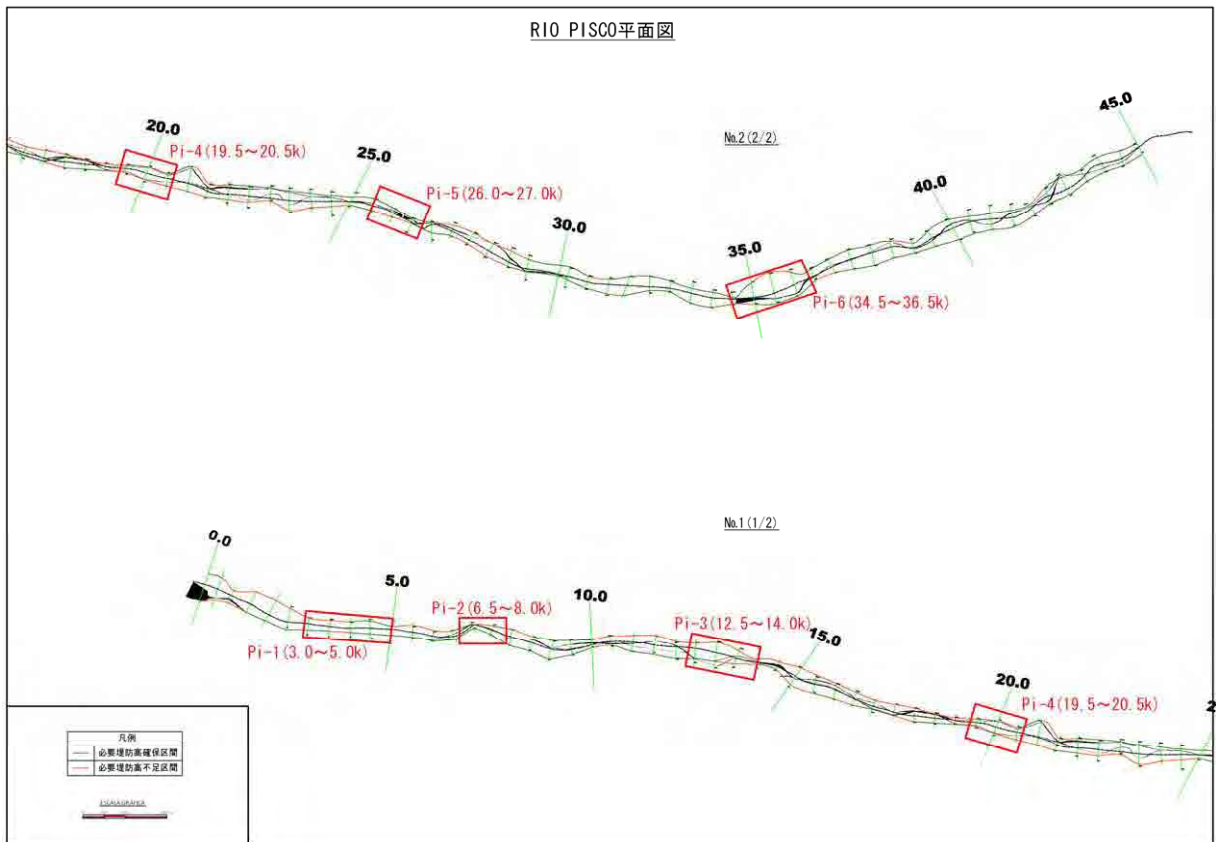 RIO PISCO平面図
No.2(2/2)
20.0
Pi-4(19.5～20.5k)
25.0
Pi-5(26.0～27.0k)
30.0
35.0
Pi-6(34.5～36.5k)
40.0
45.0
No.1(1/2)
0.0
Pi-1(3.0～5.0k)
5.0
Pi-2(6.5～8.0k)
10.0
Pi-3(12.5～14.0k)
15.0
20.0
Pi-4(19.5～20.5k)
2
凡例
必要堤防高確保区間
必要堤防高不足区間
ESCALA GRAFICA